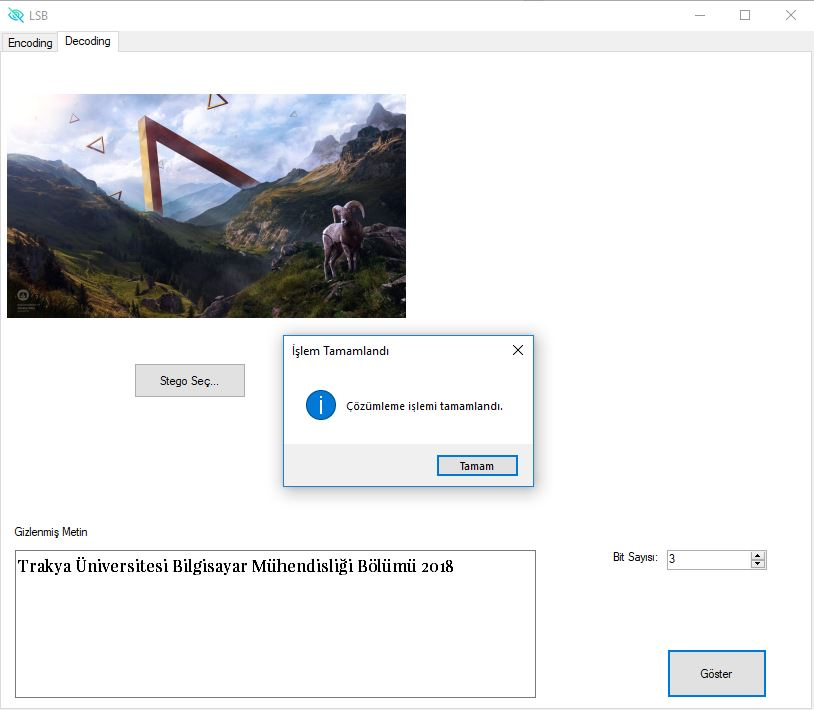 LSB
Encoding
Decoding
Stego Seç...
İşlem Tamamlandı
Çözümleme işlemi tamamlandı.
Tamam
Gizlenmiş Metin
Trakya Üniversitesi Bilgisayar Mühendisliği Bölümü 2018
Bit Sayısı:
3
Göster